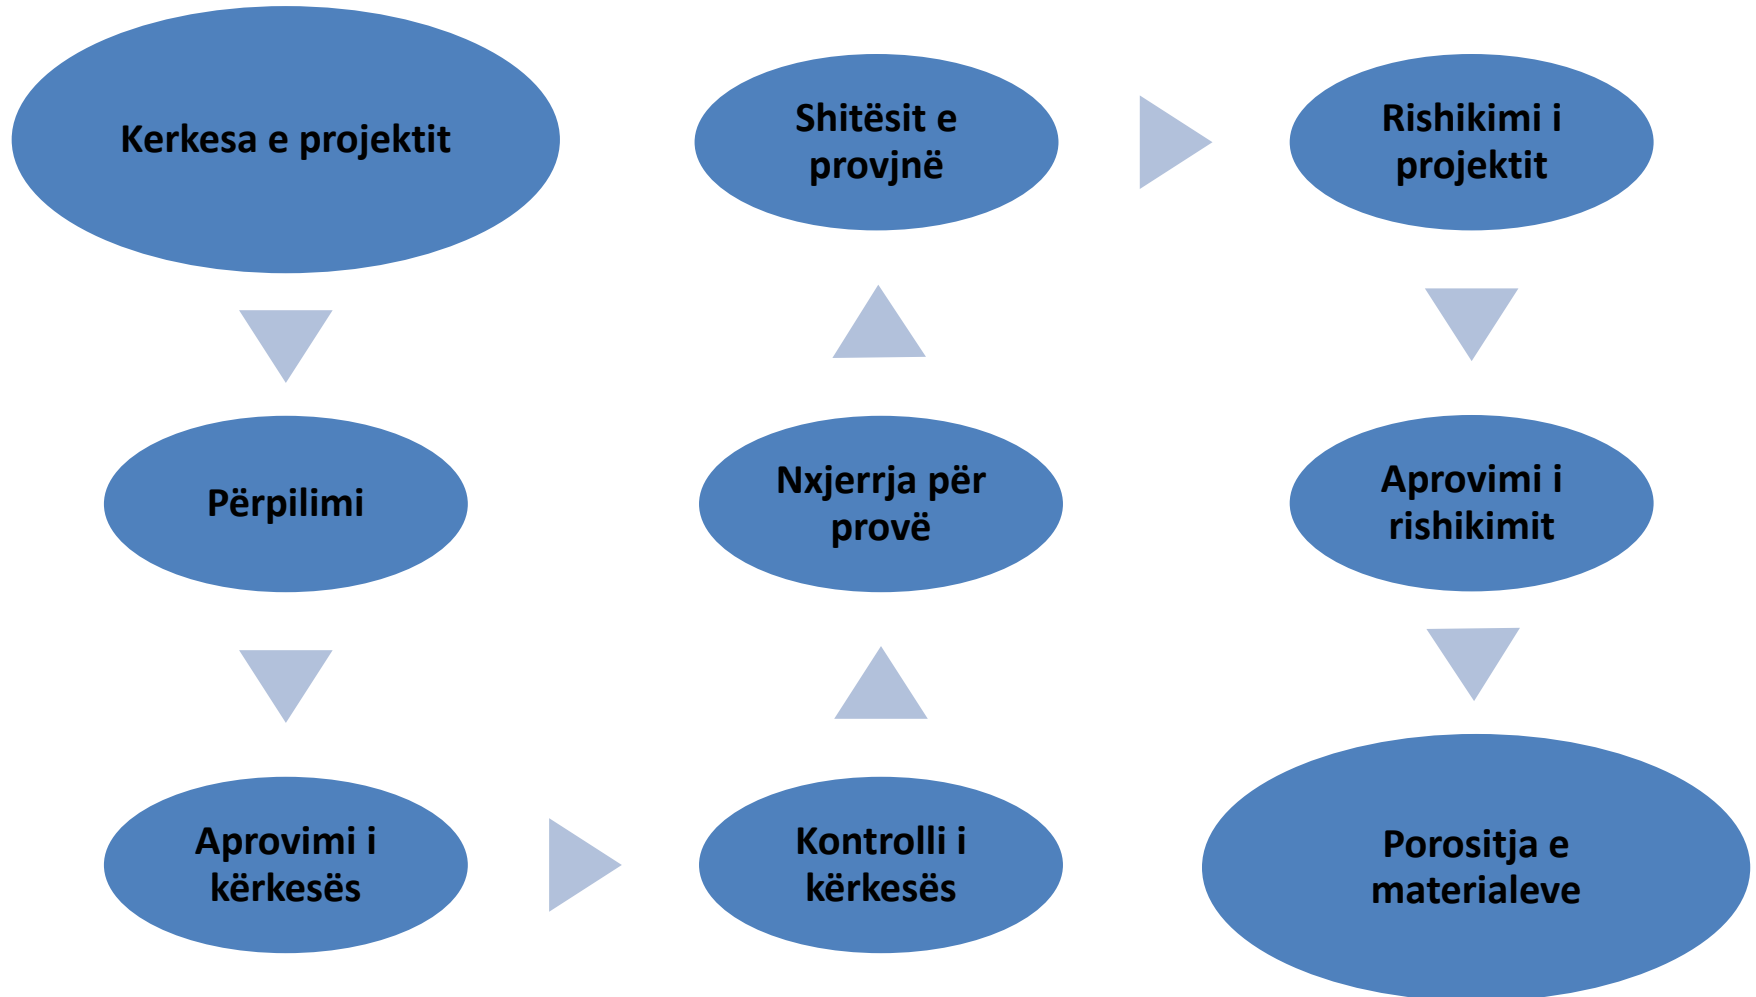 Kerkesa e projektit
Përpilimi
Aprovimi i
kërkesës
Kontrolli i
kërkesës
Nxjerrja për
provë
Shitësit e
provjnë
Rishikimi i
projektit
Aprovimi i
rishikimit
Porositja e
materialeve